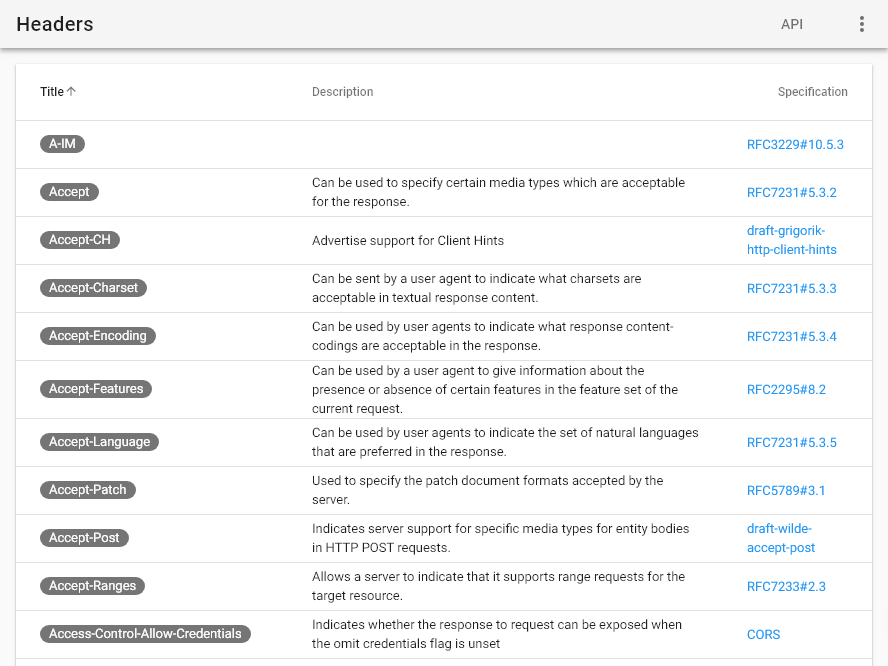 Headers
API
Title
Description
Specification
A-IM
RFC3229#10.5.3
Accept
Can be used to specify certain media types which are acceptable
for the response.
RFC7231#5.3.2
Accept-CH
Advertise support for Client Hints
draft-grigorik-
http-client-hints
Accept-Charset
Can be sent by a user agent to indicate what charsets are
acceptable in textual response content.
RFC7231#5.3.3
Accept-Encoding
Can be used by user agents to indicate what response content-
codings are acceptable in the response.
RFC7231#5.3.4
Accept-Features
Can be used by a user agent to give information about the
presence or absence of certain features in the feature set of the
current request.
RFC2295#8.2
Accept-Language
Can be used by user agents to indicate the set of natural languages
that are preferred in the response.
RFC7231#5.3.5
Accept-Patch
Used to specify the patch document formats accepted by the
server.
RFC5789#3.1
Accept-Post
Indicates server support for specific media types for entity bodies
in HTTP POST requests.
draft-wilde-
accept-post
Accept-Ranges
Allows a server to indicate that it supports range requests for the
target resource.
RFC7233#2.3
Access-Control-Allow-Credentials
Indicates whether the response to request can be exposed when
the omit credentials flag is unset
CORS